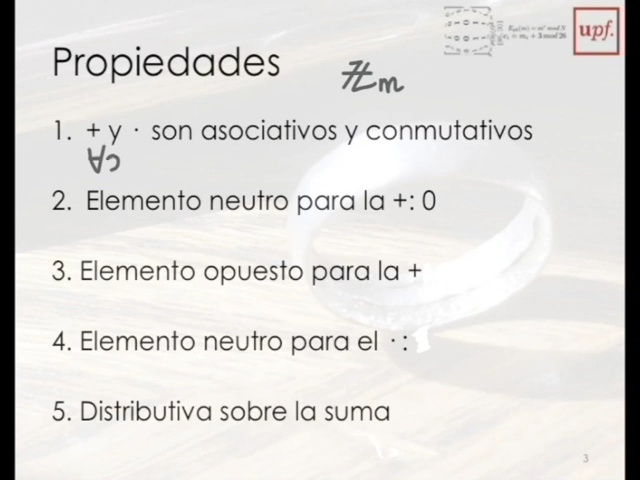 Propiedades
ℤm
upf.
1. + y · son asociativos y conmutativos
2. Elemento neutro para la +: 0
3. Elemento opuesto para la +
4. Elemento neutro para el · : 1
5. Distributiva sobre la suma
3